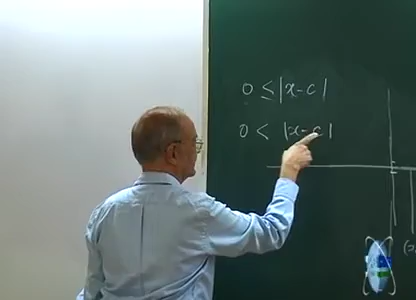 0 ≤ |x-c|
0 < |x-c|